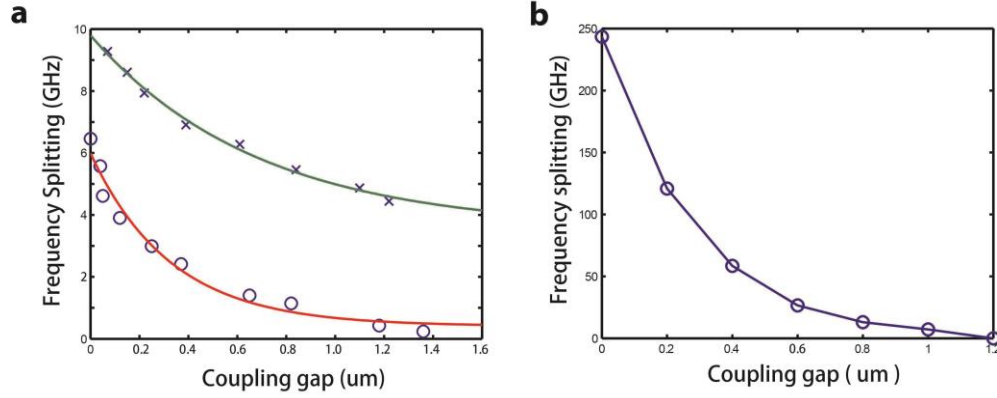 a
10
8
6
4
2
0
Frequency Splitting (GHz)
0 0.2 0.4 0.6 0.8 1.0 1.2 1.4 1.6
Coupling gap (um)
b
250
200
150
100
50
0
Frequency splitting (GHz)
0 0.2 0.4 0.6 0.8 1 1.2
Coupling gap ( um )